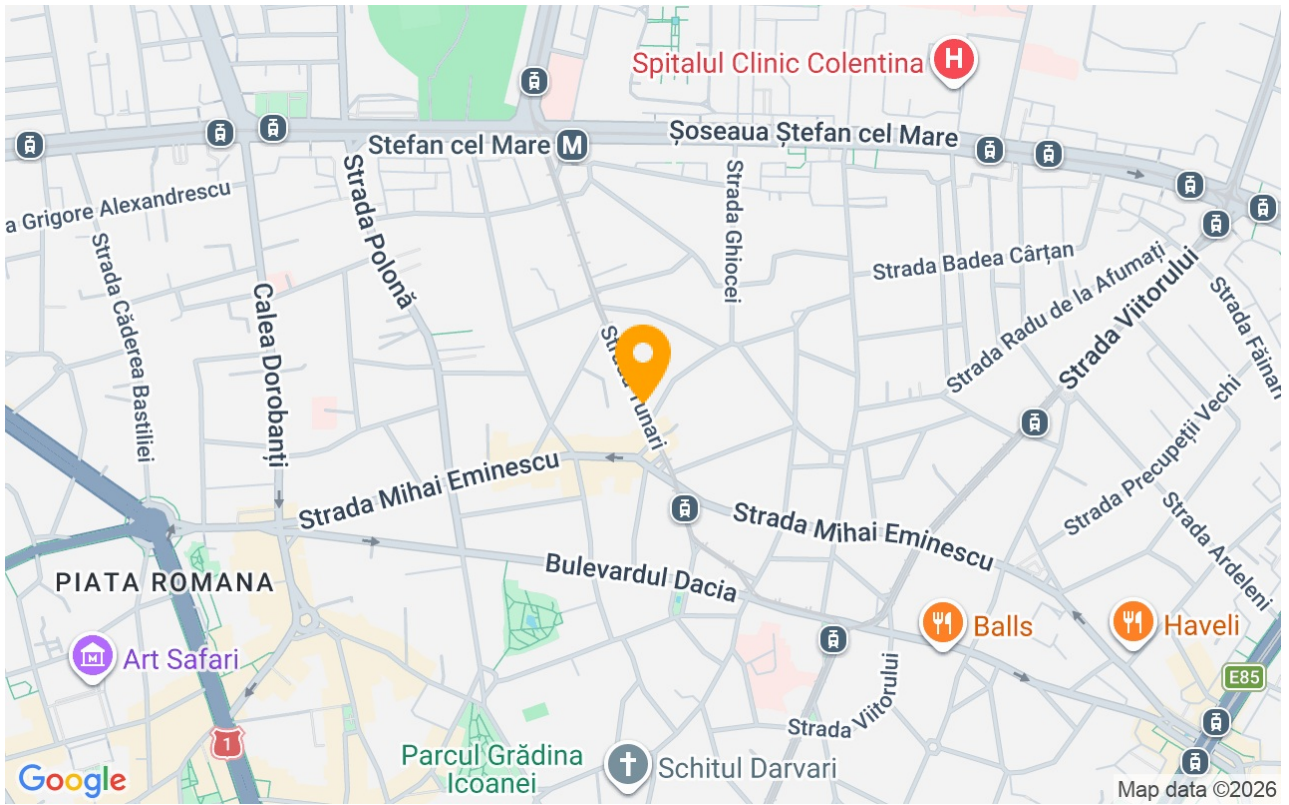 Spitalul Clinic Colentina
H
Stefan cel Mare
M
Șoseaua Ștefan cel Mare
a Grigore Alexandrescu
Strada Polonă
Strada Ghiocei
Strada Căderea Bastiliei
Calea Dorobanți
Strada Badea Cârțan
Strada Radu de la Afumați
Strada Viitorului
Strada Făinari
Strada Tunari
Strada Precupeții Vechi
Strada Ardeleni
Strada Mihai Eminescu
Strada Mihai Eminescu
Bulevardul Dacia
PIATA ROMANA
Art Safari
Balls
Haveli
E85
1
Strada Viitorului
Parcul Grădina
Icoanei
Schitul Darvari
Google
Map data ©2026